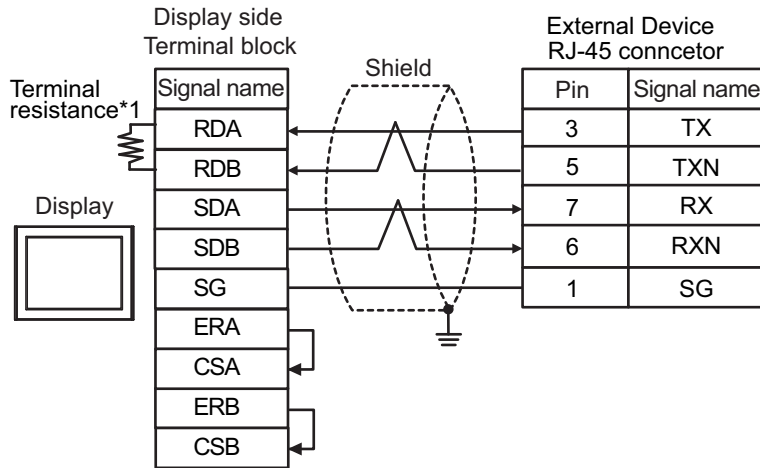 Display side
Terminal block
External Device
RJ-45 conncetor
Terminal
resistance*1
Shield
Signal name
Pin Signal name
RDA
3 TX
RDB
5 TXN
Display
SDA
7 RX
SDB
6 RXN
SG
1 SG
ERA
CSA
ERB
CSB